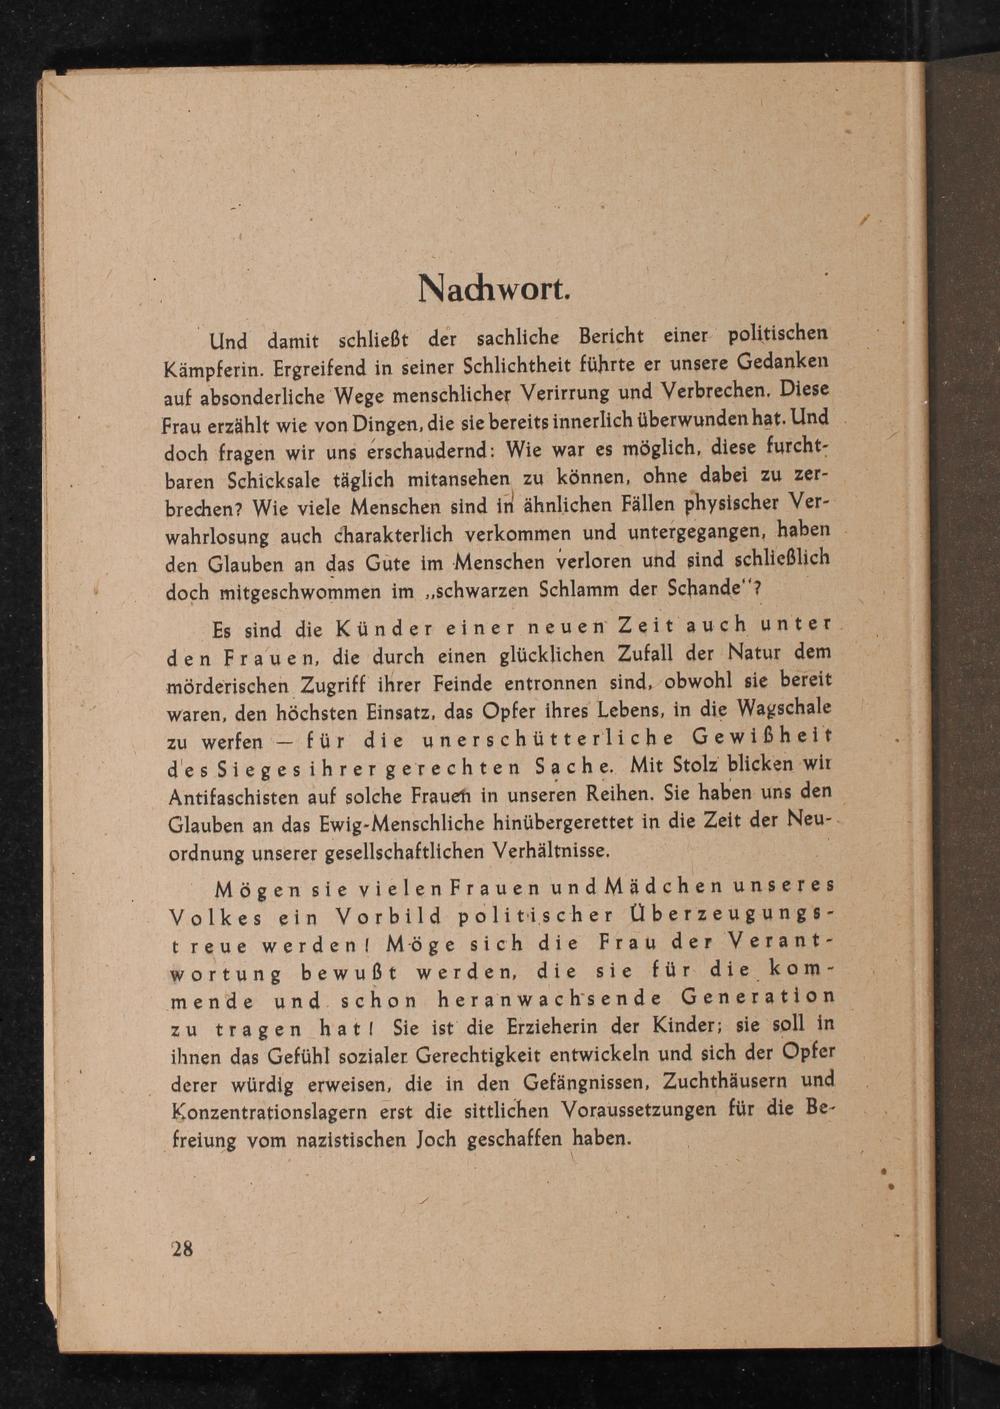 Nachwort.
Und damit schließt der sachliche Bericht einer politischen
Kämpferin. Ergreifend in seiner Schlichtheit führte er unsere Gedanken
auf absonderliche Wege menschlicher Verirrung und Verbrechen. Diese
Frau erzählt wie von Dingen, die sie bereits innerlich überwunden hat. Und
doch fragen wir uns erschaudernd: Wie war es möglich, diese furcht-
baren Schicksale täglich mitansehen zu können, ohne dabei zu zer-
brechen? Wie viele Menschen sind in ähnlichen Fällen physischer Ver-
wahrlosung auch charakterlich verkommen und untergegangen, haben
den Glauben an das Gute im Menschen verloren und sind schließlich
doch mitgeschwommen im „schwarzen Schlamm der Schande"?
Es sind die Künder einer neuen Zeit auch unter
den Frauen, die durch einen glücklichen Zufall der Natur dem
mörderischen Zugriff ihrer Feinde entronnen sind, obwohl sie bereit
waren, den höchsten Einsatz, das Opfer ihres Lebens, in die Wagschale
zu werfen — für die unerschütterliche Gewißheit
des Sieges ihrer gerechten Sache. Mit Stolz blicken wir
Antifaschisten auf solche Frauen in unseren Reihen. Sie haben uns den
Glauben an das Ewig-Menschliche hinübergerettet in die Zeit der Neu-
ordnung unserer gesellschaftlichen Verhältnisse.
Mögen sie vielen Frauen und Mädchen unseres
Volkes ein Vorbild politischer Überzeugungs-
treue werden! Möge sich die Frau der Verant-
wortung bewußt werden, die sie für die kom-
mende und schon heranwachsende Generation
zu tragen hat! Sie ist die Erzieherin der Kinder; sie soll in
ihnen das Gefühl sozialer Gerechtigkeit entwickeln und sich der Opfer
derer würdig erweisen, die in den Gefängnissen, Zuchthäusern und
Konzentrationslagern erst die sittlichen Voraussetzungen für die Be-
freiung vom nazistischen Joch geschaffen haben.
28